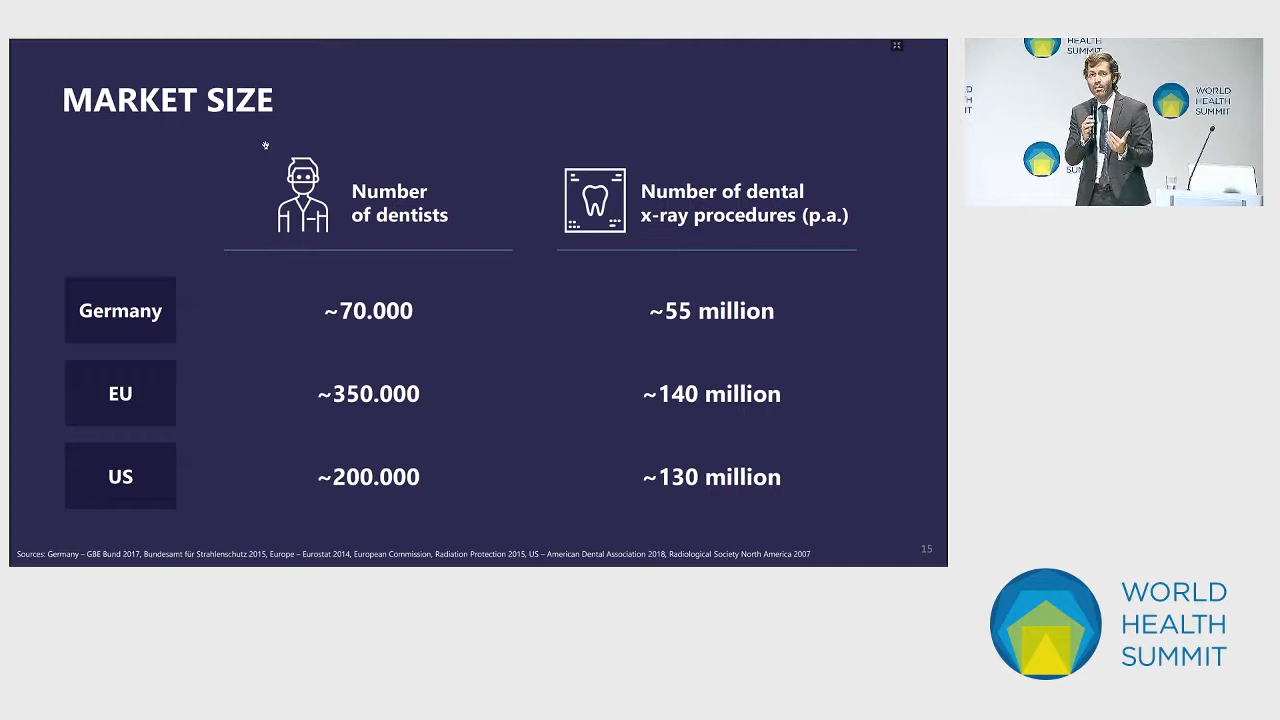 MARKET SIZE
Number
of dentists
Number of dental
x-ray procedures (p.a.)
Germany
~70.000
~55 million
EU
~350.000
~140 million
US
~200.000
~130 million
Sources: Germany – GBE Bund 2017, Bundesamt für Strahlenschutz 2015, Europe – Eurostat 2014, European Commission, Radiation Protection 2015, US – American Dental Association 2018, Radiological Society North America 2007
15
HEALTH
SUMMIT
WORLD
HEALTH
SUMMIT
WORLD
HEALTH
SUMMIT